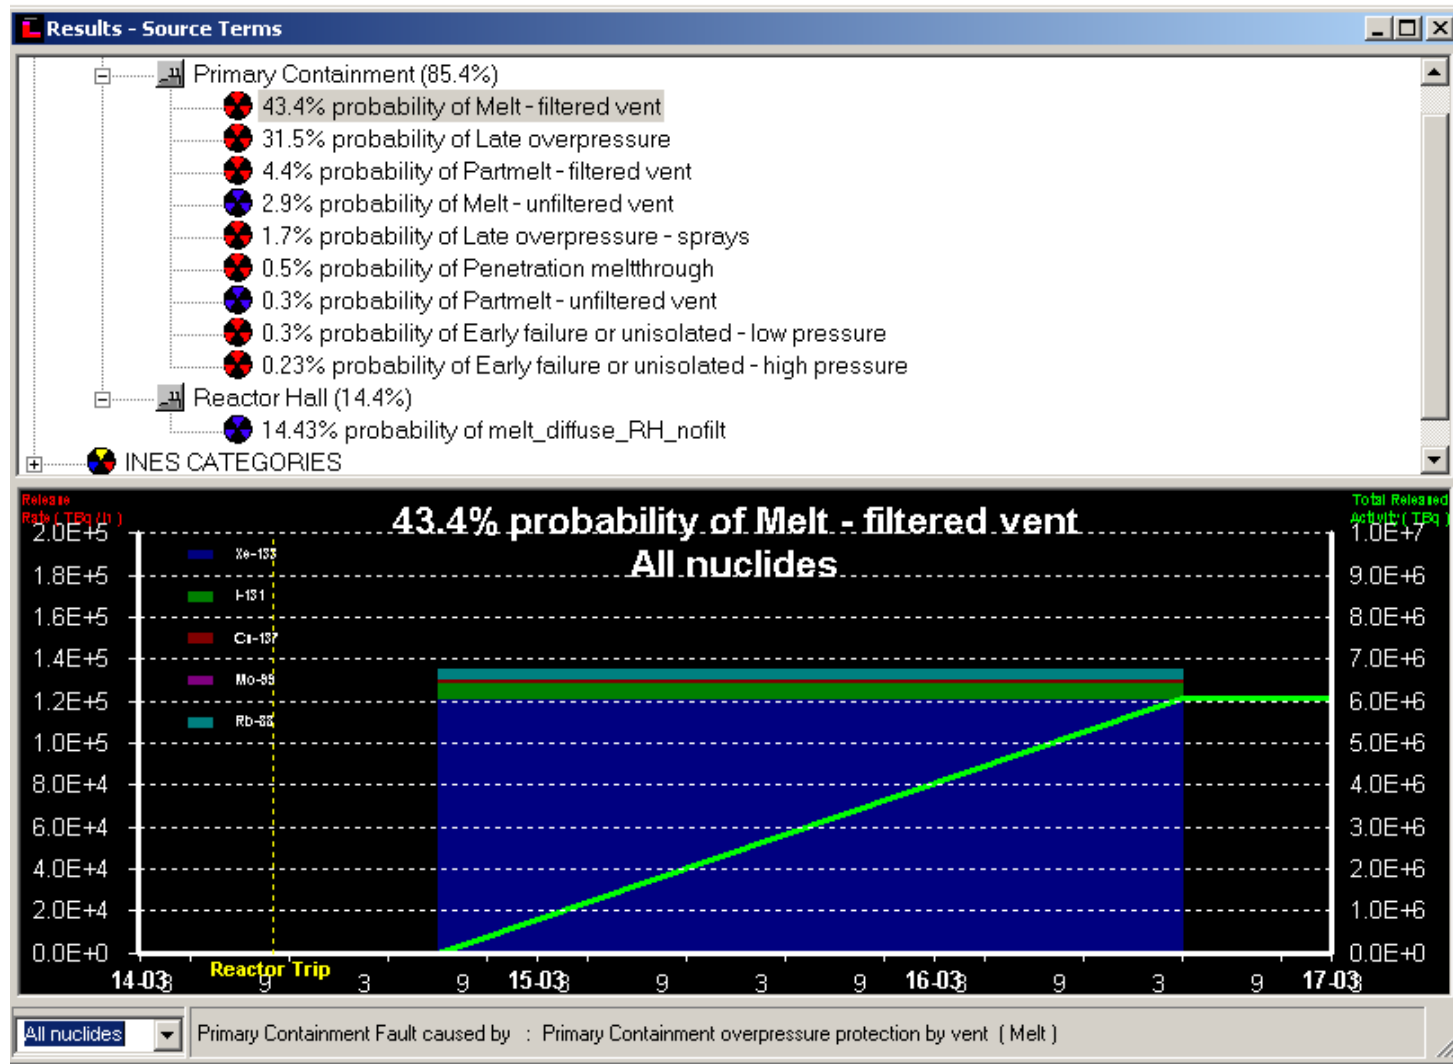 Results - Source Terms
Primary Containment (85.4%)
43.4% probability of Melt - filtered vent
31.5% probability of Late overpressure
4.4% probability of Partmelt - filtered vent
2.9% probability of Melt - unfiltered vent
1.7% probability of Late overpressure - sprays
0.5% probability of Penetration meltthrough
0.3% probability of Partmelt - unfiltered vent
0.3% probability of Early failure or unisolated - low pressure
0.23% probability of Early failure or unisolated - high pressure
Reactor Hall (14.4%)
14.43% probability of melt_diffuse_RH_nofilt
INES CATEGORIES
Release
Rate ( TBq /h )
Total Released
Activity ( TBq )
43.4% probability of Melt - filtered vent
All nuclides
2.0E+5
1.8E+5
1.6E+5
1.4E+5
1.2E+5
1.0E+5
8.0E+4
6.0E+4
4.0E+4
2.0E+4
0.0E+0
Xe-133
I-131
Cs-137
Mo-99
Rb-88
1.0E+7
9.0E+6
8.0E+6
7.0E+6
6.0E+6
5.0E+6
4.0E+6
3.0E+6
2.0E+6
1.0E+6
0.0E+0
Reactor Trip
14-03 9 3 9 15-03 9 3 9 16-03 9 3 17-03
All nuclides
Primary Containment Fault caused by : Primary Containment overpressure protection by vent ( Melt )